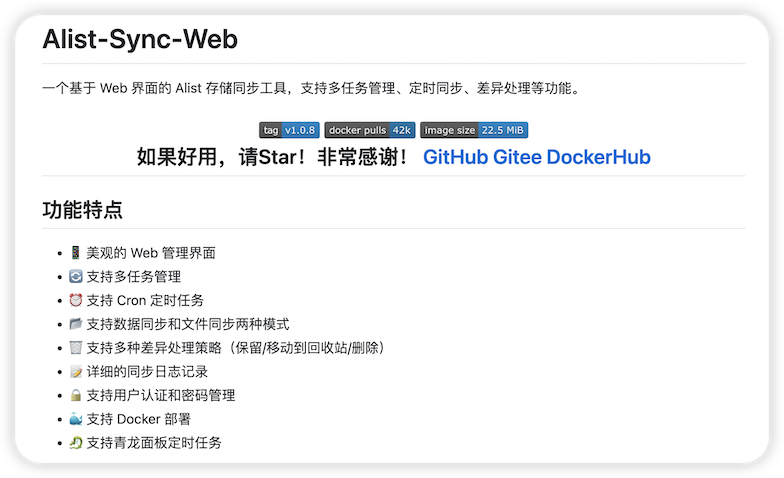 Alist-Sync-Web
一个基于 Web 界面的 Alist 存储同步工具，支持多任务管理、定时同步、差异处理等功能。
tag v1.0.8 docker pulls 42k image size 22.5 MiB
如果好用，请Star！非常感谢！ GitHub Gitee DockerHub
功能特点
美观的 Web 管理界面
支持多任务管理
支持 Cron 定时任务
支持数据同步和文件同步两种模式
支持多种差异处理策略（保留/移动到回收站/删除）
详细的同步日志记录
支持用户认证和密码管理
支持 Docker 部署
支持青龙面板定时任务